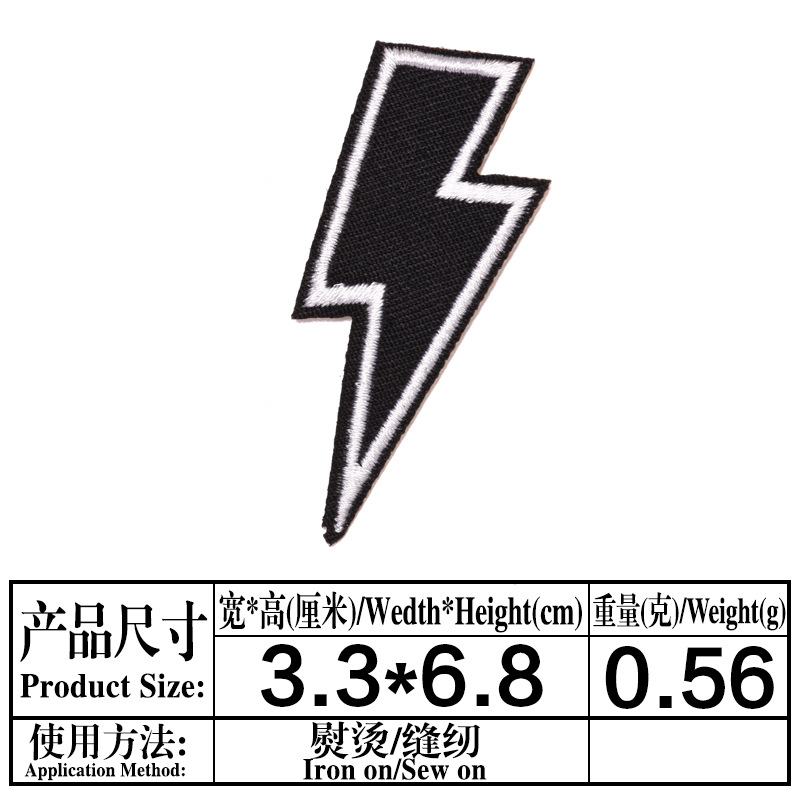 产品尺寸
Product Size:
宽*高(厘米)/Wedth*Height(cm)
重量(克)/Weight(g)
3.3*6.8
0.56
使用方法:
Application Method:
熨烫/缝纫
Iron on/Sew on